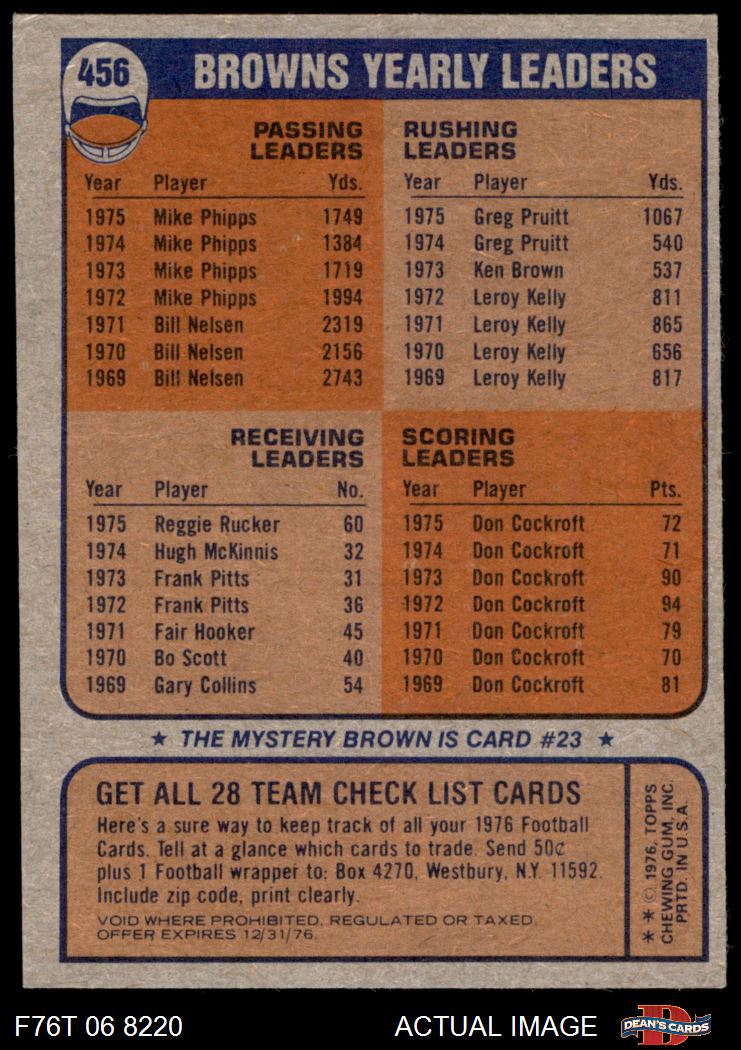 456
BROWNS YEARLY LEADERS
PASSING
LEADERS
Year Player Yds.
1975 Mike Phipps 1749
1974 Mike Phipps 1384
1973 Mike Phipps 1719
1972 Mike Phipps 1994
1971 Bill Nelsen 2319
1970 Bill Nelsen 2156
1969 Bill Nelsen 2743
RUSHING
LEADERS
Year Player Yds.
1975 Greg Pruitt 1067
1974 Greg Pruitt 540
1973 Ken Brown 537
1972 Leroy Kelly 811
1971 Leroy Kelly 865
1970 Leroy Kelly 656
1969 Leroy Kelly 817
RECEIVING
LEADERS
Year Player No.
1975 Reggie Rucker 60
1974 Hugh McKinnis 32
1973 Frank Pitts 31
1972 Frank Pitts 36
1971 Fair Hooker 45
1970 Bo Scott 40
1969 Gary Collins 54
SCORING
LEADERS
Year Player Pts.
1975 Don Cockroft 72
1974 Don Cockroft 71
1973 Don Cockroft 90
1972 Don Cockroft 94
1971 Don Cockroft 79
1970 Don Cockroft 70
1969 Don Cockroft 81
★ THE MYSTERY BROWN IS CARD #23 ★
GET ALL 28 TEAM CHECK LIST CARDS
Here's a sure way to keep track of all your 1976 Football
Cards. Tell at a glance which cards to trade. Send 50¢
plus 1 Football wrapper to: Box 4270, Westbury, N.Y. 11592.
Include zip code, print clearly.
VOID WHERE PROHIBITED, REGULATED OR TAXED.
OFFER EXPIRES 12/31/76.
** © 1976, TOPPS
CHEWING GUM, INC.
PRTD. IN U.S.A.
F76T 06 8220
ACTUAL IMAGE
D
DEAN'S CARDS